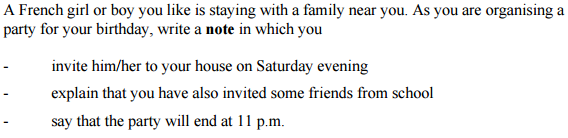 A French girl or boy you like is staying with a family near you. As you are organising a
party for your birthday, write a note in which you
- invite him/her to your house on Saturday evening
- explain that you have also invited some friends from school
- say that the party will end at 11 p.m.